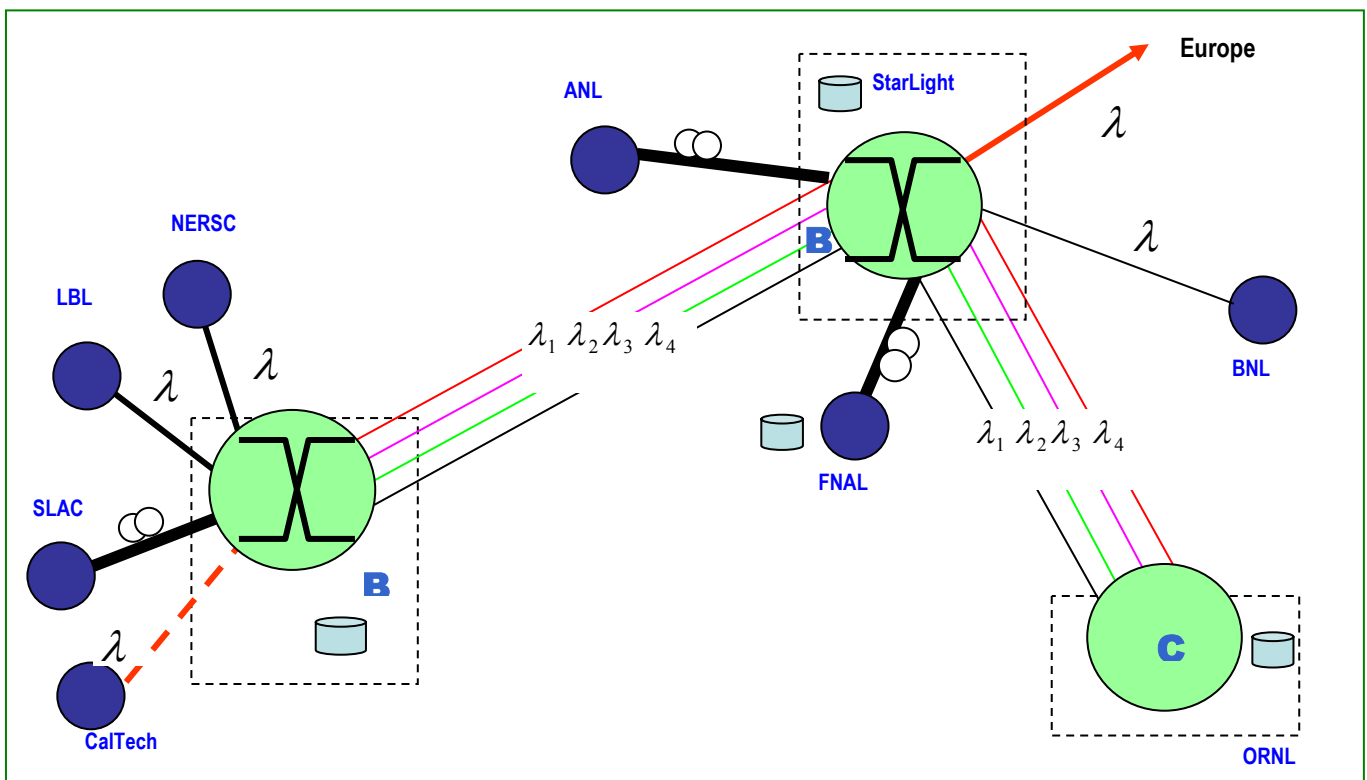 Europe
StarLight
ANL
λ
B
λ
NERSC
LBL
λ₁ λ₂ λ₃ λ₄
λ
λ
BNL
FNAL
λ₁ λ₂ λ₃ λ₄
SLAC
B
λ
C
CalTech
ORNL